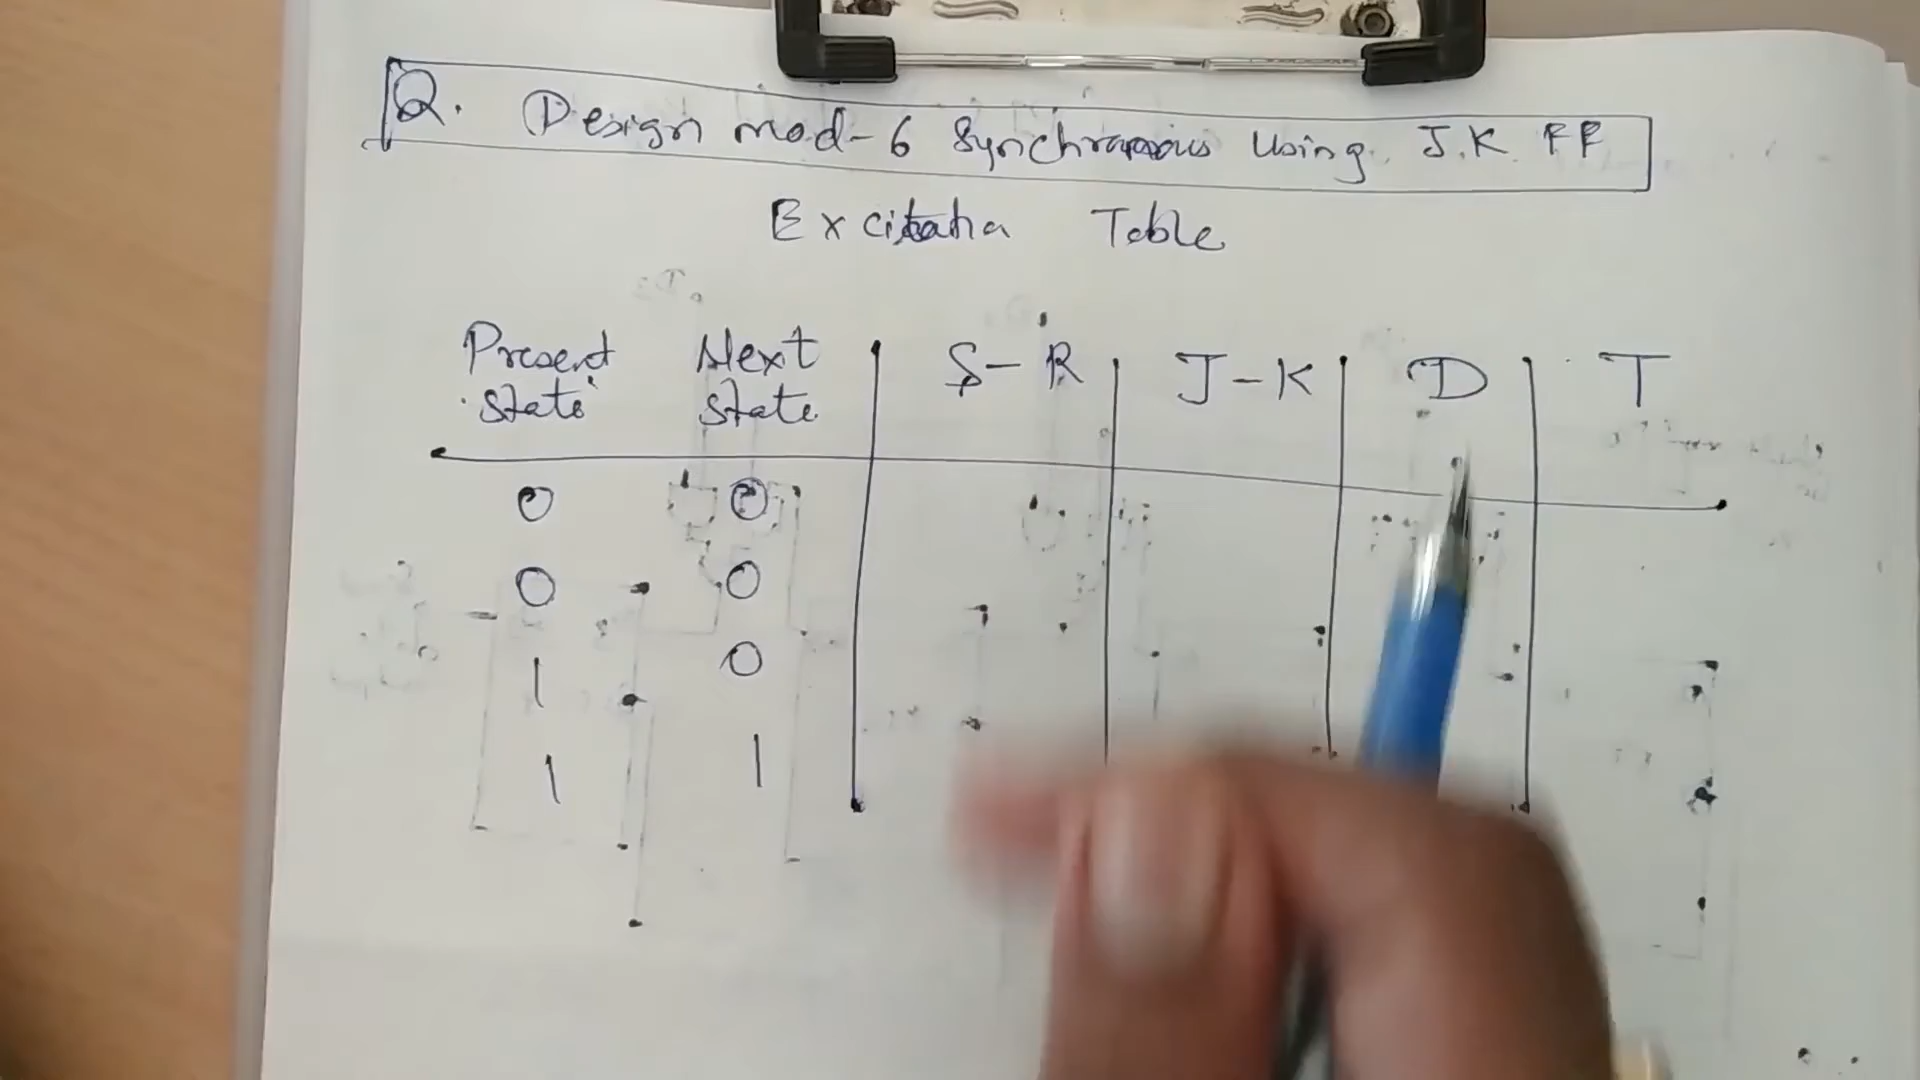 Q. Design mod-6 Synchronous Using J.K FF
Excitation Table
Present state Next state S-R J-K D T
0 0
0 0
1 0
1 1